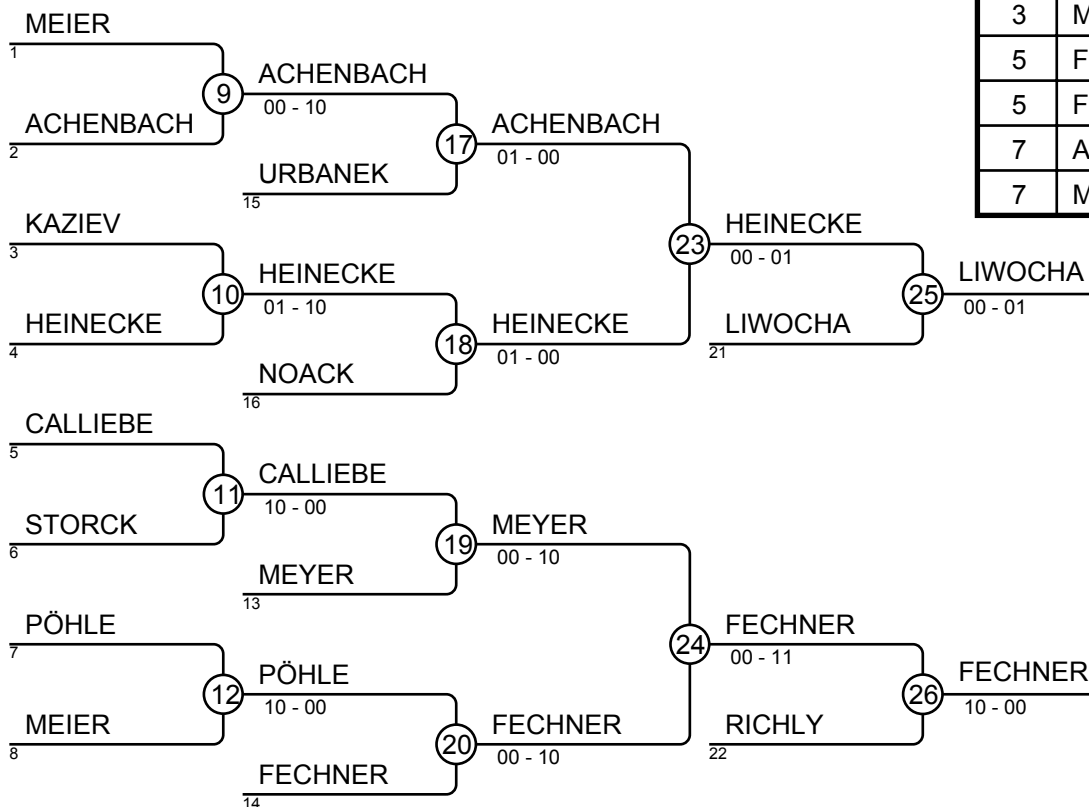 MEIER
1
9
ACHENBACH
00 - 10
ACHENBACH
2
17
ACHENBACH
01 - 00
URBANEK
15
KAZIEV
3
23
HEINECKE
00 - 01
10
HEINECKE
01 - 10
HEINECKE
4
18
HEINECKE
01 - 00
NOACK
16
25
LIWOCHA
00 - 01
LIWOCHA
21
CALLIEBE
5
11
CALLIEBE
10 - 00
STORCK
6
19
MEYER
00 - 10
MEYER
13
PÖHLE
7
24
FECHNER
00 - 11
12
PÖHLE
10 - 00
MEIER
8
20
FECHNER
00 - 10
FECHNER
14
26
FECHNER
10 - 00
RICHLY
22
3 M
5 F
5 F
7 A
7 M